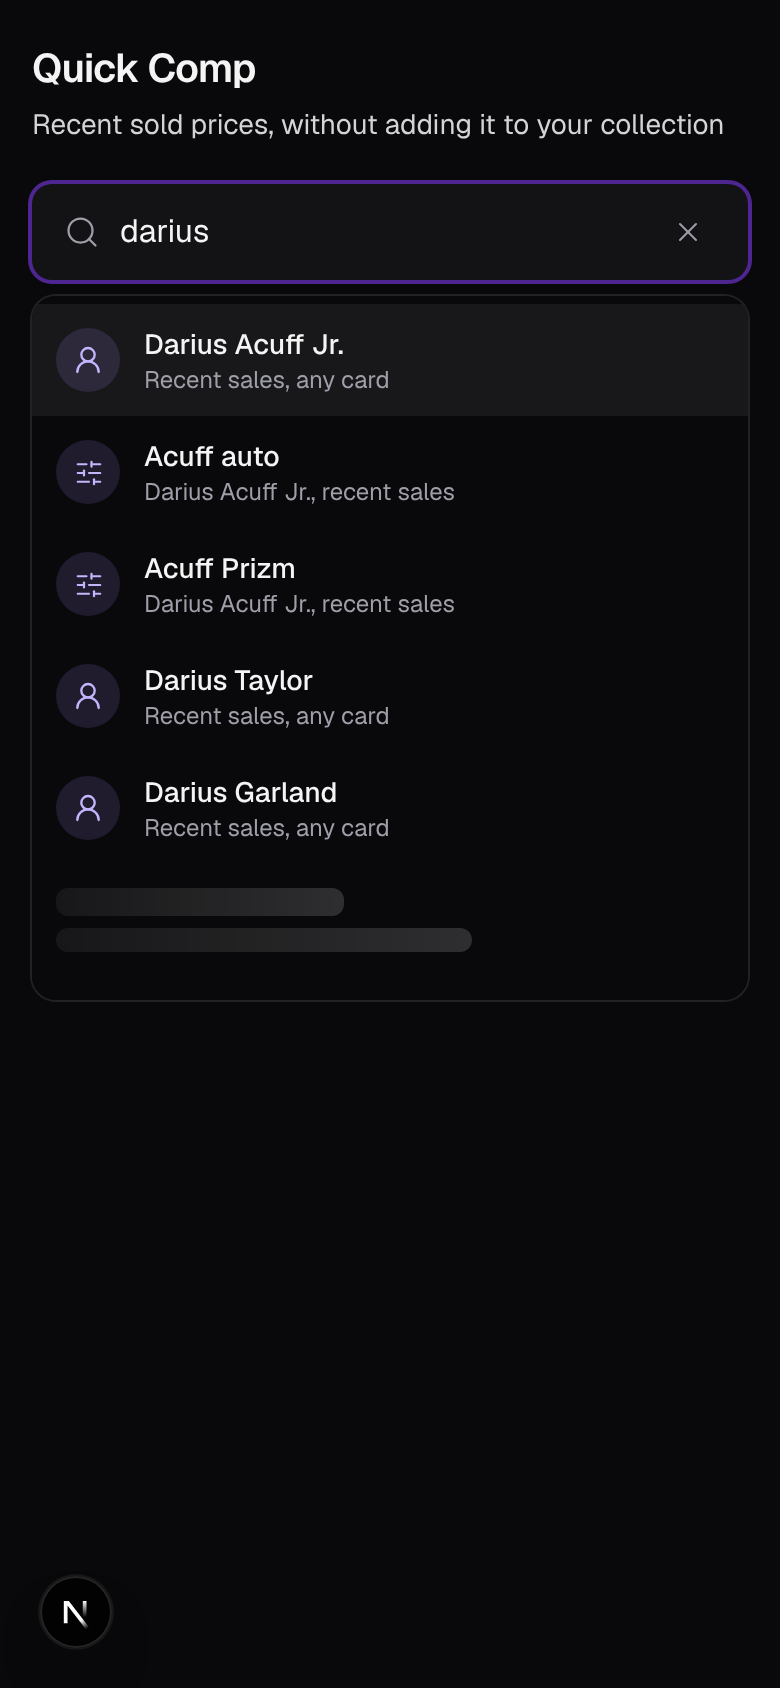 Quick Comp
Recent sold prices, without adding it to your collection
darius
Darius Acuff Jr.
Recent sales, any card
Acuff auto
Darius Acuff Jr., recent sales
Acuff Prizm
Darius Acuff Jr., recent sales
Darius Taylor
Recent sales, any card
Darius Garland
Recent sales, any card
N